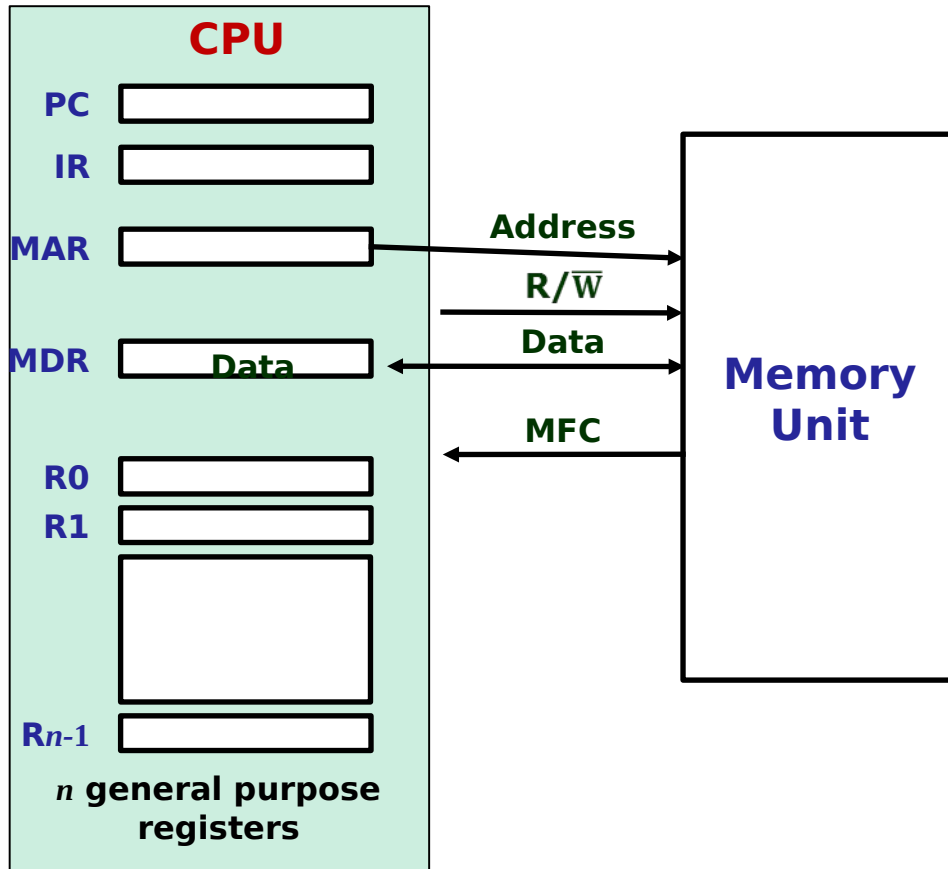 CPU
PC
IR
MAR
Address
R/W̅
MDR
Data
Data
Memory
Unit
MFC
R0
R1
Rn-1
n general purpose
registers